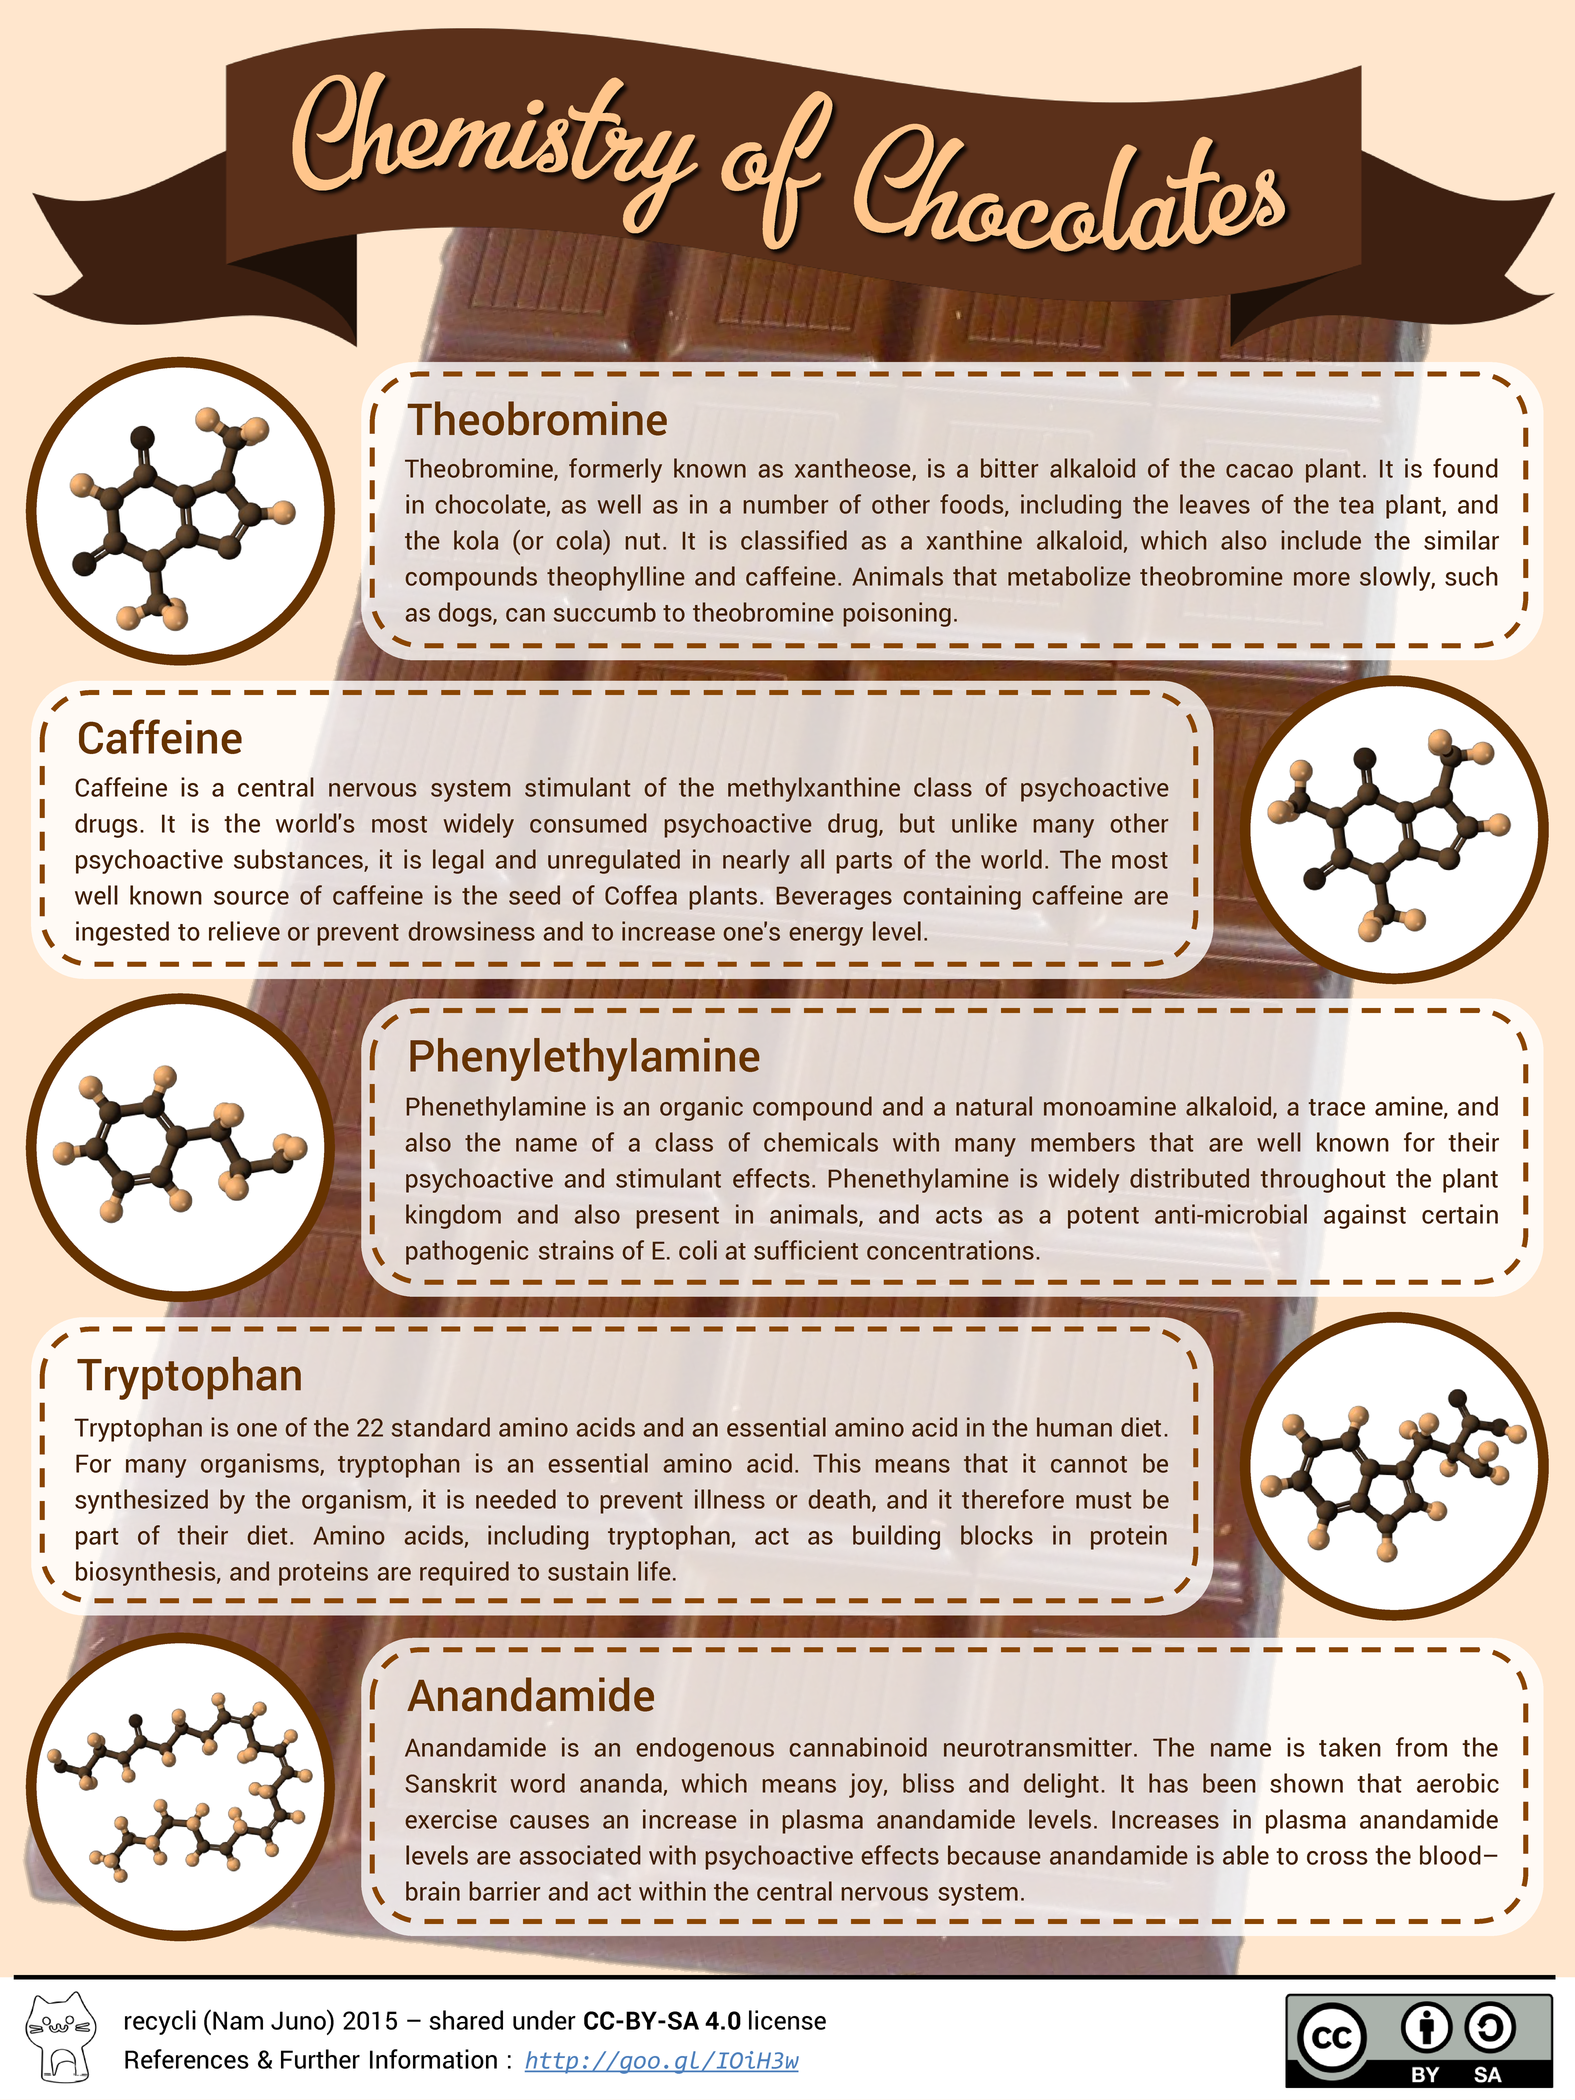 Chemistry of Chocolates
Theobromine
Theobromine, formerly known as xantheose, is a bitter alkaloid of the cacao plant. It is found
in chocolate, as well as in a number of other foods, including the leaves of the tea plant, and
the kola (or cola) nut. It is classified as a xanthine alkaloid, which also include the similar
compounds theophylline and caffeine. Animals that metabolize theobromine more slowly, such
as dogs, can succumb to theobromine poisoning.
Caffeine
Caffeine is a central nervous system stimulant of the methylxanthine class of psychoactive
drugs. It is the world's most widely consumed psychoactive drug, but unlike many other
psychoactive substances, it is legal and unregulated in nearly all parts of the world. The most
well known source of caffeine is the seed of Coffea plants. Beverages containing caffeine are
ingested to relieve or prevent drowsiness and to increase one's energy level.
Phenylethylamine
Phenethylamine is an organic compound and a natural monoamine alkaloid, a trace amine, and
also the name of a class of chemicals with many members that are well known for their
psychoactive and stimulant effects. Phenethylamine is widely distributed throughout the plant
kingdom and also present in animals, and acts as a potent anti-microbial against certain
pathogenic strains of E. coli at sufficient concentrations.
Tryptophan
Tryptophan is one of the 22 standard amino acids and an essential amino acid in the human diet.
For many organisms, tryptophan is an essential amino acid. This means that it cannot be
synthesized by the organism, it is needed to prevent illness or death, and it therefore must be
part of their diet. Amino acids, including tryptophan, act as building blocks in protein
biosynthesis, and proteins are required to sustain life.
Anandamide
Anandamide is an endogenous cannabinoid neurotransmitter. The name is taken from the
Sanskrit word ananda, which means joy, bliss and delight. It has been shown that aerobic
exercise causes an increase in plasma anandamide levels. Increases in plasma anandamide
levels are associated with psychoactive effects because anandamide is able to cross the blood–
brain barrier and act within the central nervous system.
recycli (Nam Juno) 2015 – shared under CC-BY-SA 4.0 license
References & Further Information : http://goo.gl/IOiH3w
cc
BY SA